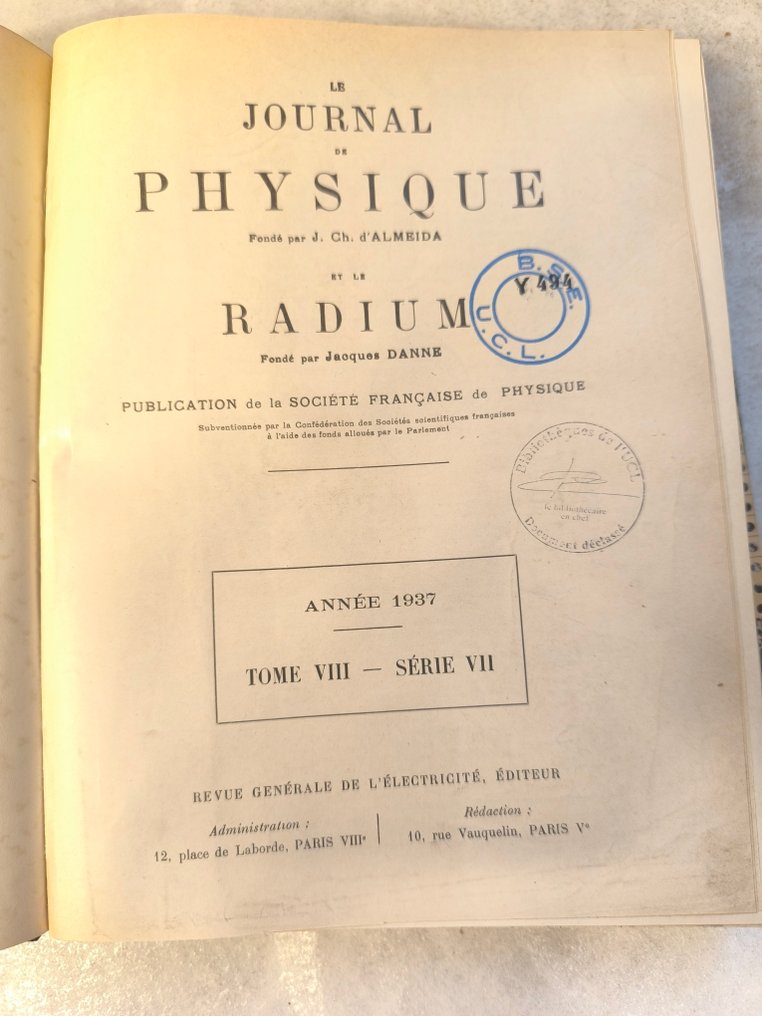 LE
JOURNAL
DE
PHYSIQUE
Fondé par J. Ch. d'ALMEIDA
ET LE
RADIUM
Fondé par Jacques DANNE
B. S. E.
Y 494
U.C.L.
PUBLICATION de la SOCIÉTÉ FRANÇAISE de PHYSIQUE
Subventionnée par la Confédération des Sociétés scientifiques françaises
à l'aide des fonds alloués par le Parlement
Bibliothèques de l'UCL
le bibliothécaire
en chef
Document déclassé
ANNÉE 1937
TOME VIII — SÉRIE VII
REVUE GENÉRALE DE L'ÉLECTRICITÉ, ÉDITEUR
Administration :
12, place de Laborde, PARIS VIIIe
Rédaction :
10, rue Vauquelin, PARIS Ve